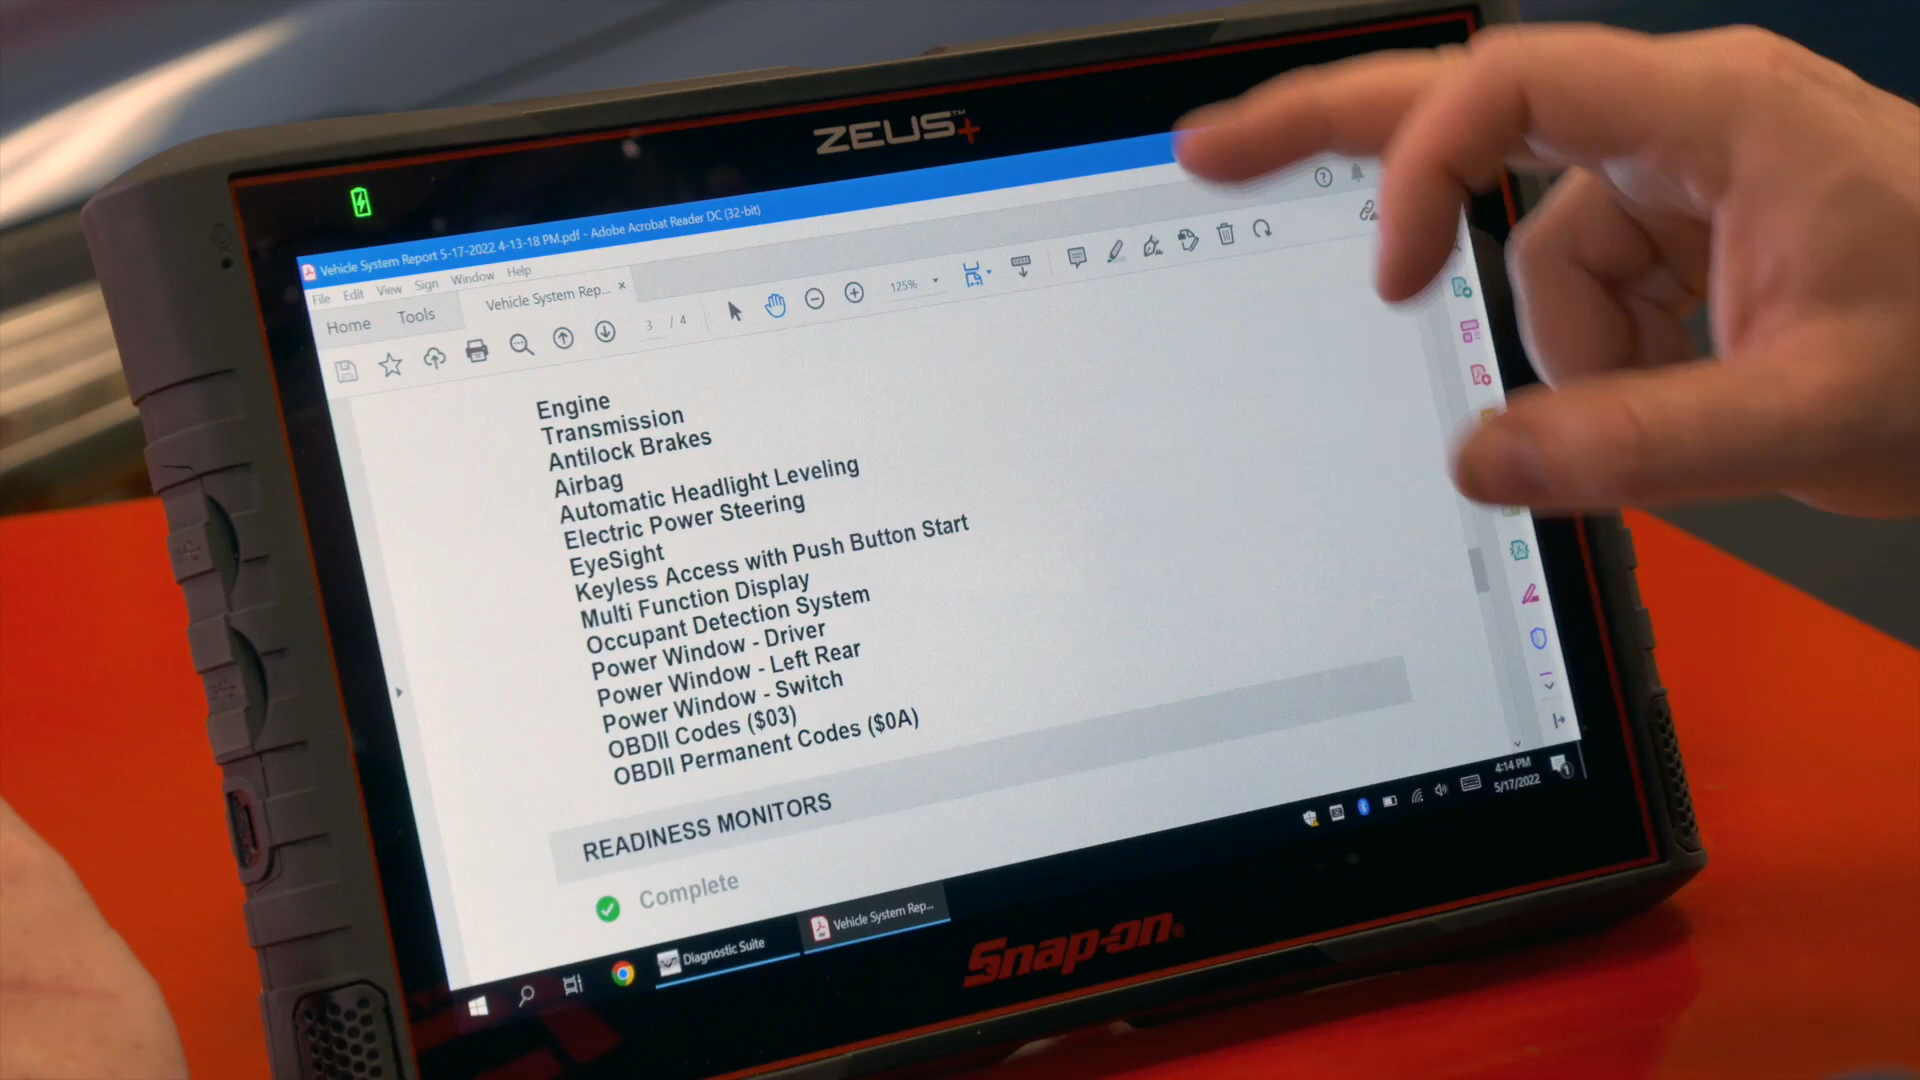 ZEUS™+
Vehicle System Report 5-17-2022 4-13-18 PM.pdf - Adobe Acrobat Reader DC (32-bit)
File Edit View Sign Window Help
Home Tools Vehicle System Rep... ×
3 / 4 125%
Engine
Transmission
Antilock Brakes
Airbag
Automatic Headlight Leveling
Electric Power Steering
EyeSight
Keyless Access with Push Button Start
Multi Function Display
Occupant Detection System
Power Window - Driver
Power Window - Left Rear
Power Window - Switch
OBDII Codes ($03)
OBDII Permanent Codes ($0A)
READINESS MONITORS
Complete
Diagnostic Suite
Vehicle System Rep...
4:14 PM
5/17/2022
1
Snap-on®